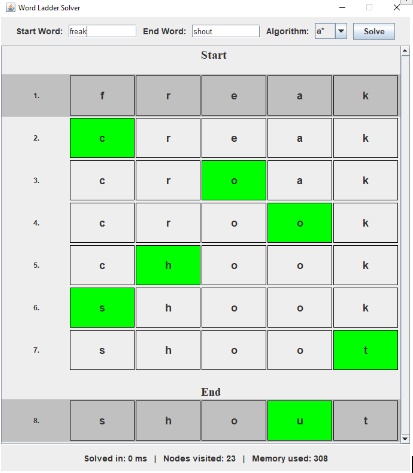 Word Ladder Solver
Start Word: freak End Word: shout Algorithm: a* Solve
Start
1. f r e a k
2. c r e a k
3. c r o a k
4. c r o o k
5. c h o o k
6. s h o o k
7. s h o o t
End
8. s h o u t
Solved in: 0 ms | Nodes visited: 23 | Memory used: 308